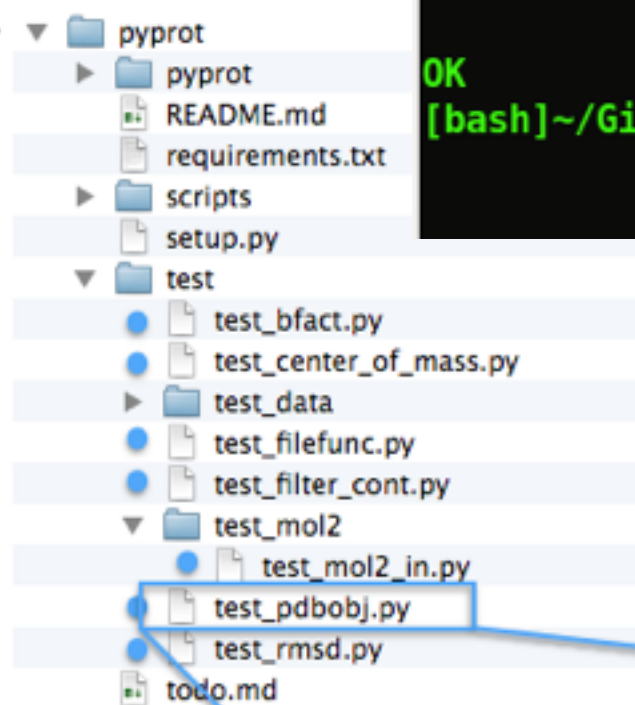 pyprot
pyprot
README.md
requirements.txt
scripts
setup.py
test
test_bfact.py
test_center_of_mass.py
test_data
test_filefunc.py
test_filter_cont.py
test_mol2
test_mol2_in.py
test_pdbobj.py
test_rmsd.py
todo.md
OK
[bash]~/Gi